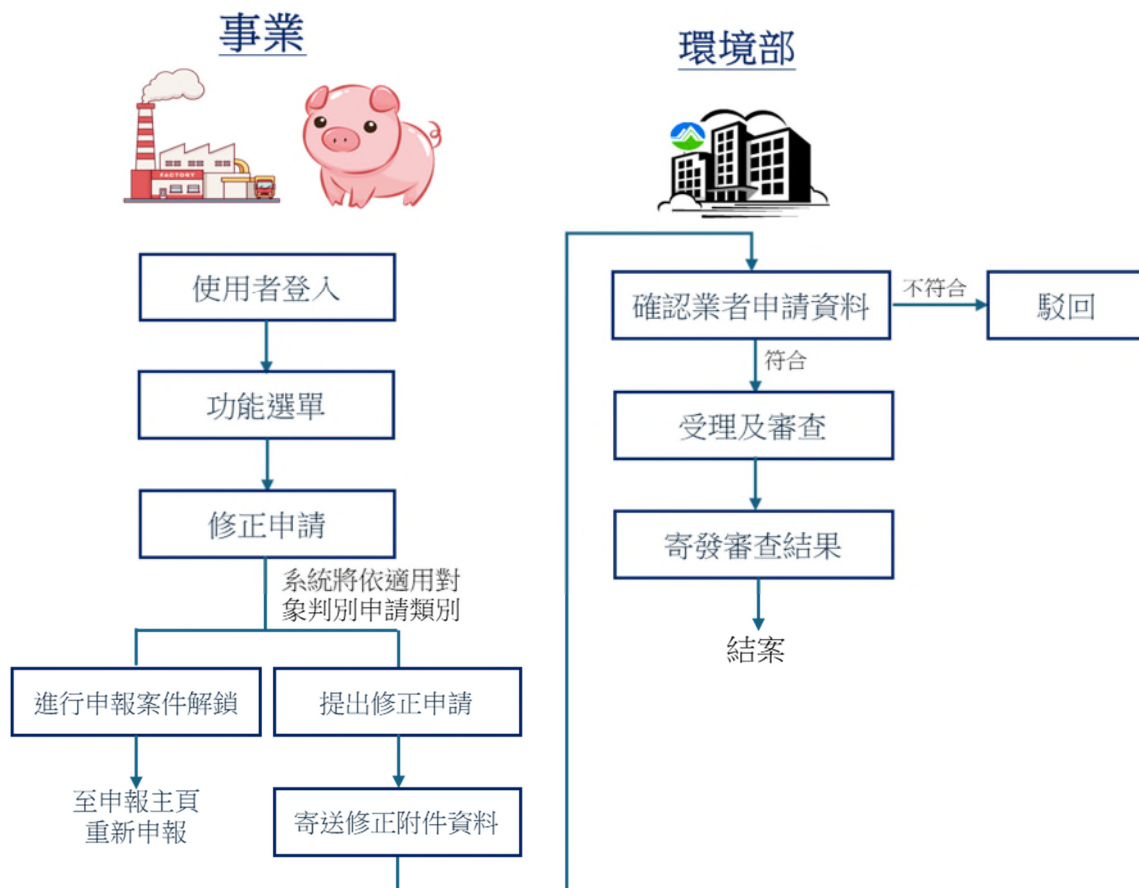 事業
FACTORY
使用者登入
功能選單
修正申請
系統將依適用對
象判別申請類別
進行申報案件解鎖
至申報主頁
重新申報
提出修正申請
寄送修正附件資料
環境部
確認業者申請資料
不符合
駁回
符合
受理及審查
寄發審查結果
結案